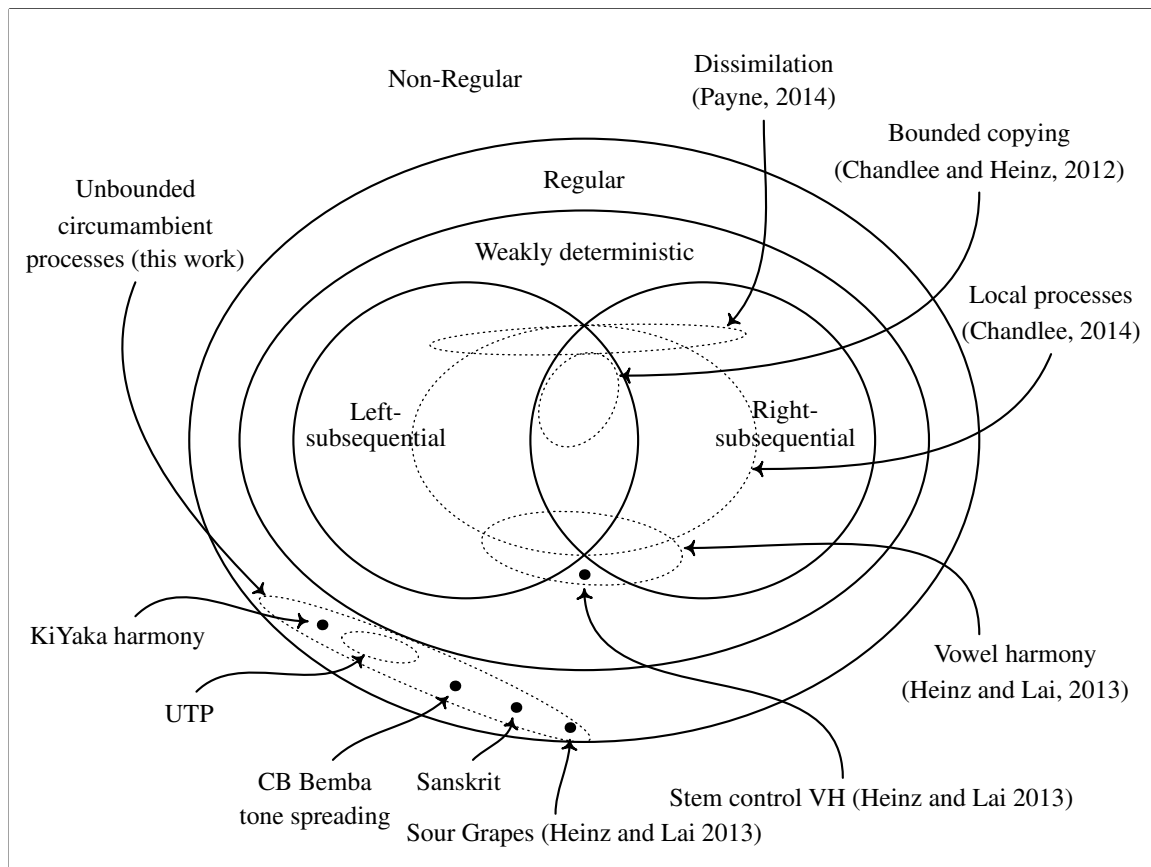 Non-Regular
Dissimilation
(Payne, 2014)
Bounded copying
(Chandlee and Heinz, 2012)
Unbounded
circumambient
processes (this work)
Regular
Weakly deterministic
Local processes
(Chandlee, 2014)
Left-
subsequential
Right-
subsequential
KiYaka harmony
UTP
CB Bemba
tone spreading
Sanskrit
Sour Grapes (Heinz and Lai 2013)
Stem control VH (Heinz and Lai 2013)
Vowel harmony
(Heinz and Lai, 2013)